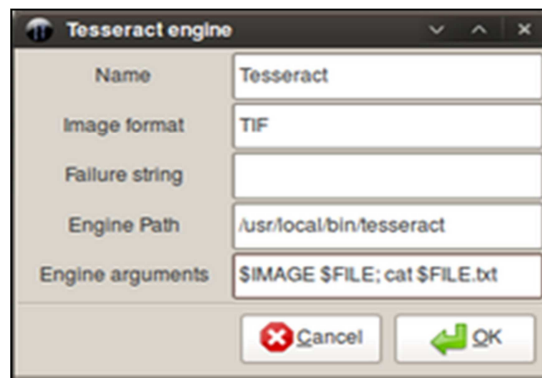 Tesseract engine
Name Tesseract
Image format TIF
Failure string
Engine Path /usr/local/bin/tesseract
Engine arguments $IMAGE $FILE; cat $FILE.txt
Cancel OK